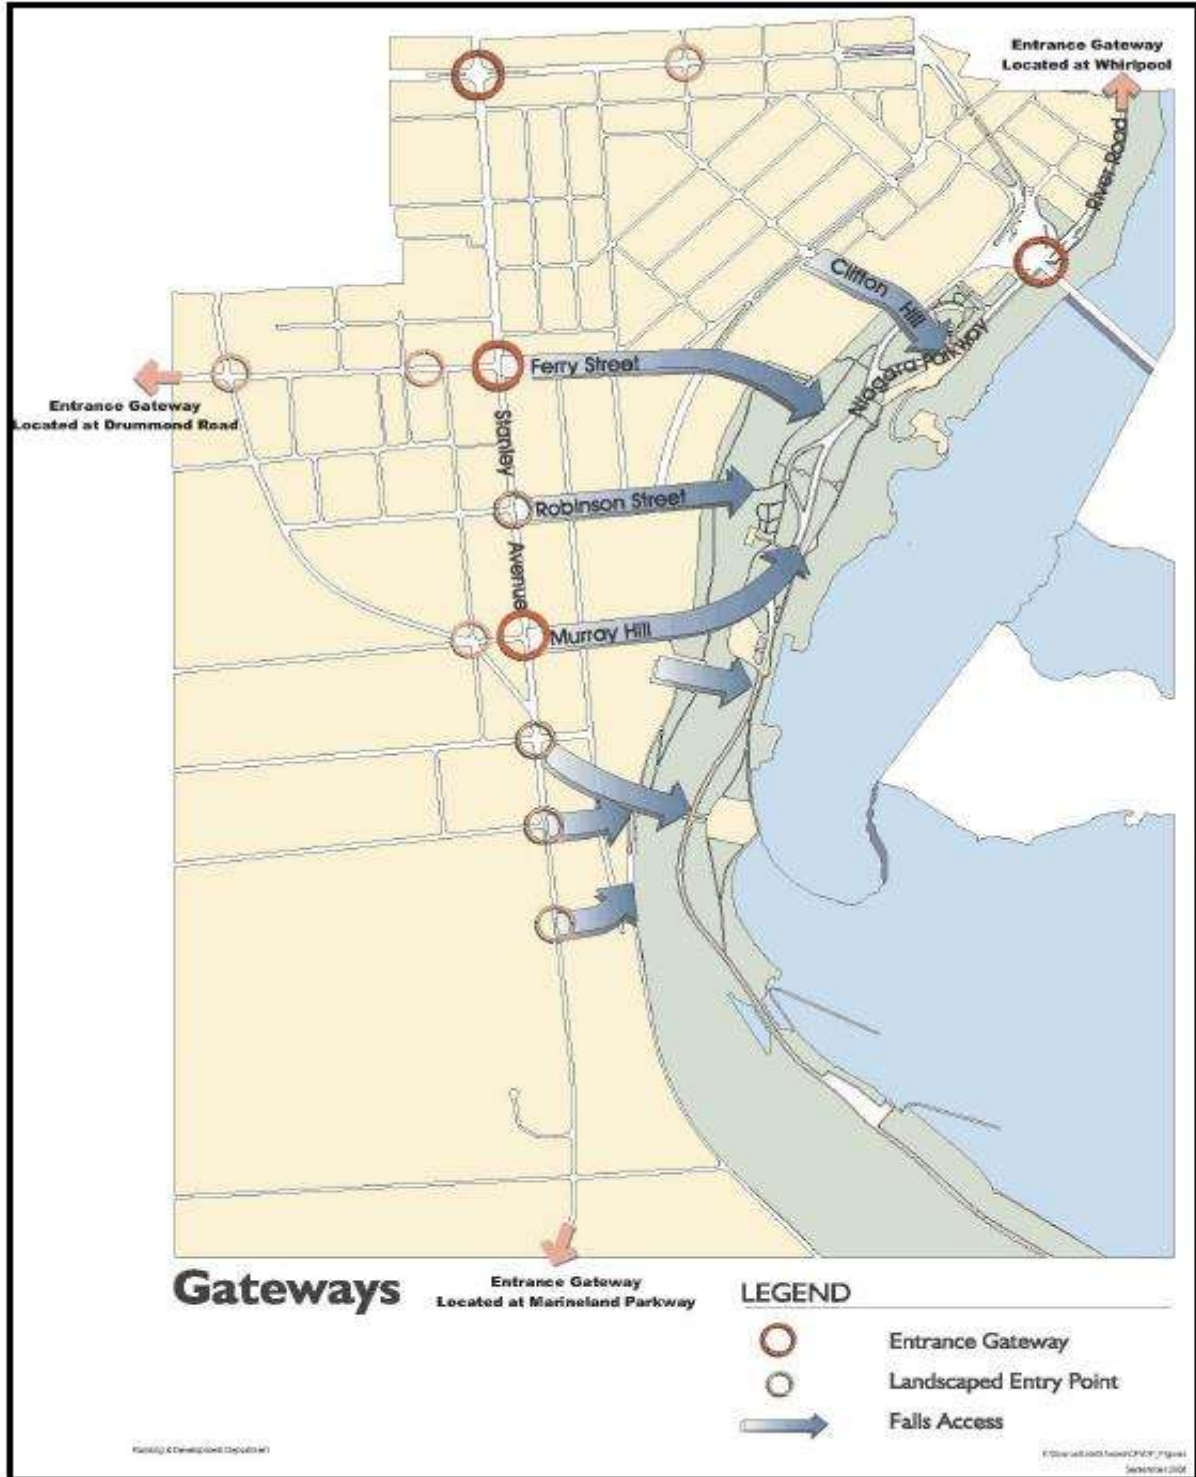 Entrance Gateway
Located at Whirlpool
River Road
Clifton Hill
Niagara Parkway
Ferry Street
Entrance Gateway
Located at Drummond Road
Stanley Avenue
Robinson Street
Murray Hill
Gateways
Entrance Gateway
Located at Marineland Parkway
LEGEND
Entrance Gateway
Landscaped Entry Point
Falls Access
Planning & Development Department
September 2006